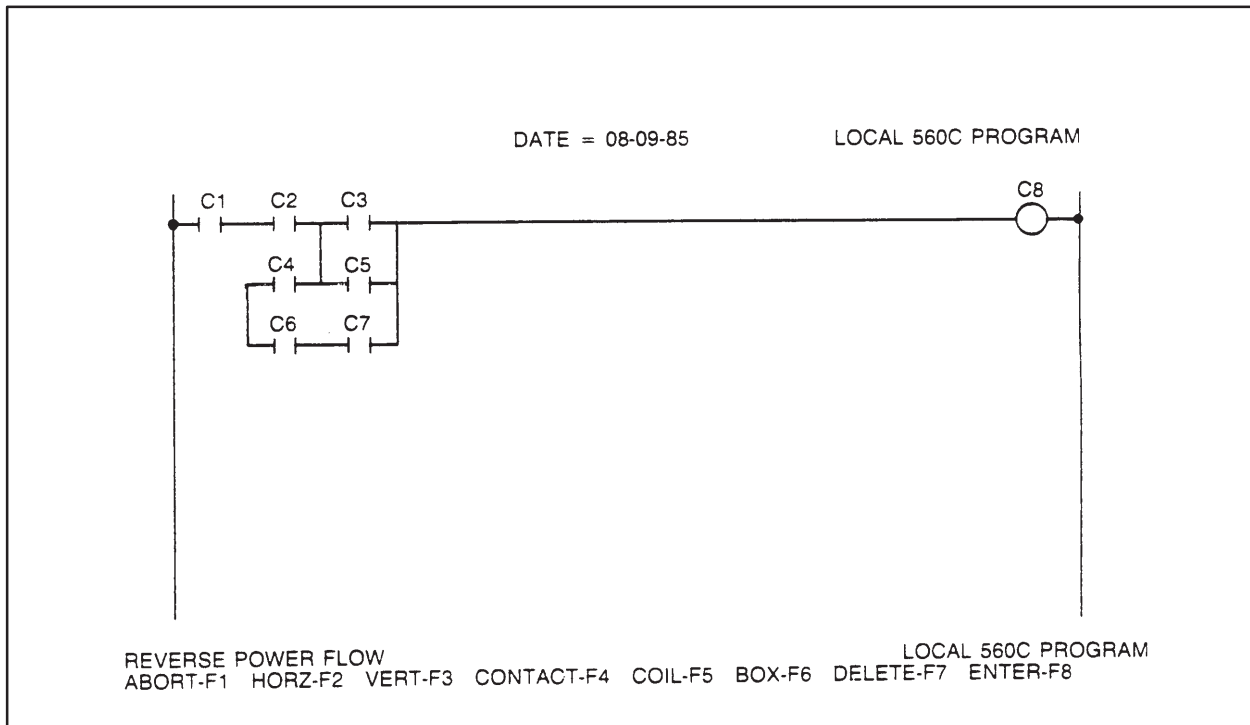 DATE = 08-09-85 LOCAL 560C PROGRAM
C1 C2 C3 C8
C4 C5
C6 C7
REVERSE POWER FLOW LOCAL 560C PROGRAM
ABORT-F1 HORZ-F2 VERT-F3 CONTACT-F4 COIL-F5 BOX-F6 DELETE-F7 ENTER-F8